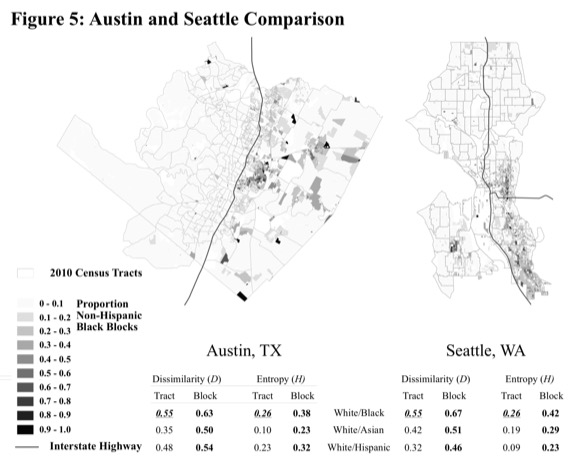 Figure 5: Austin and Seattle Comparison
2010 Census Tracts
0 - 0.1 Proportion
0.1 - 0.2 Non-Hispanic
0.2 - 0.3 Black Blocks
0.3 - 0.4
0.4 - 0.5
0.5 - 0.6
0.6 - 0.7
0.7 - 0.8
0.8 - 0.9
0.9 - 1.0
Interstate Highway
Austin, TX Seattle, WA
Dissimilarity (D) Entropy (H) Dissimilarity (D) Entropy (H)
Tract Block Tract Block Tract Block Tract Block
0.55 0.63 0.26 0.38 White/Black 0.55 0.67 0.26 0.42
0.35 0.50 0.10 0.23 White/Asian 0.42 0.51 0.19 0.29
0.48 0.54 0.23 0.32 White/Hispanic 0.32 0.46 0.09 0.23